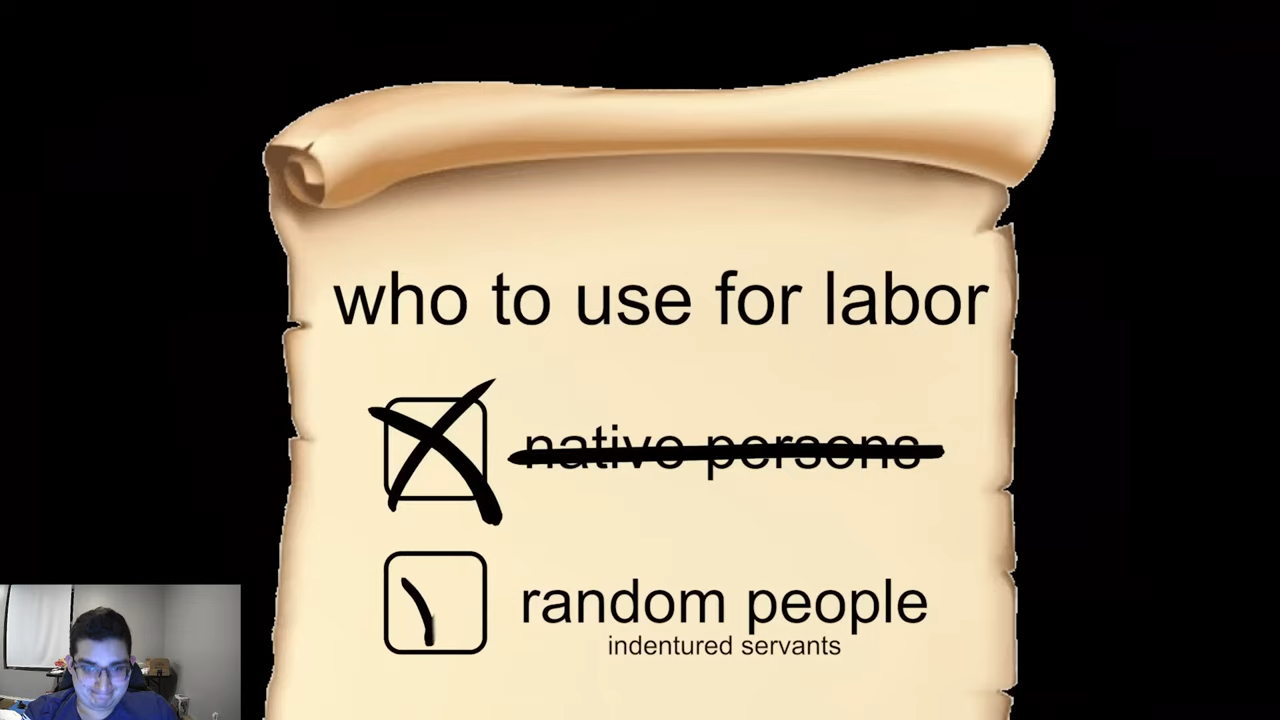 who to use for labor
native persons
random people
indentured servants